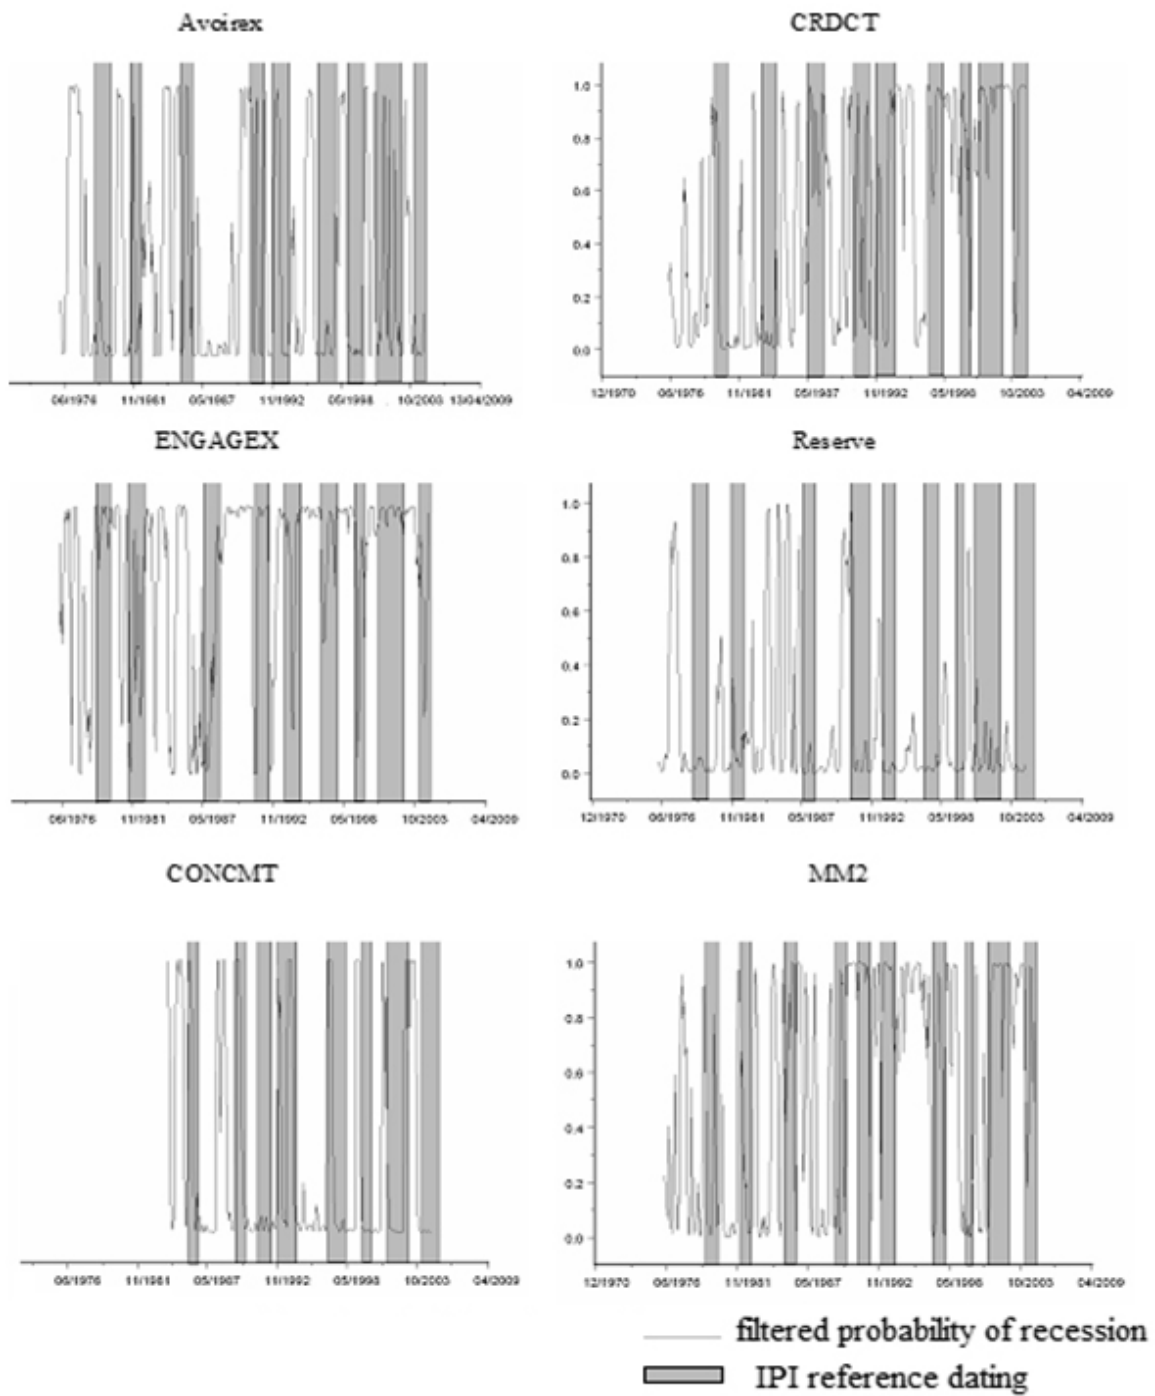 Avoirex
CRDCT
1.0
0.8
0.6
0.4
0.2
0.0
06/1976 11/1981 05/1987 11/1992 05/1998 10/2003 13/04/2009
12/1970 06/1976 11/1981 05/1987 11/1992 05/1998 10/2003 04/2009
ENGAGEX
Reserve
1.0
0.8
0.6
0.4
0.2
0.0
06/1976 11/1981 05/1987 11/1992 05/1998 10/2003 04/2009
12/1970 06/1976 11/1981 05/1987 11/1992 05/1998 10/2003 04/2009
CONCMT
MM2
1.0
0.8
0.6
0.4
0.2
0.0
06/1976 11/1981 05/1987 11/1992 05/1998 10/2003 04/2009
12/1970 06/1976 11/1981 05/1987 11/1992 05/1998 10/2003 04/2009
filtered probability of recession
IPI reference dating